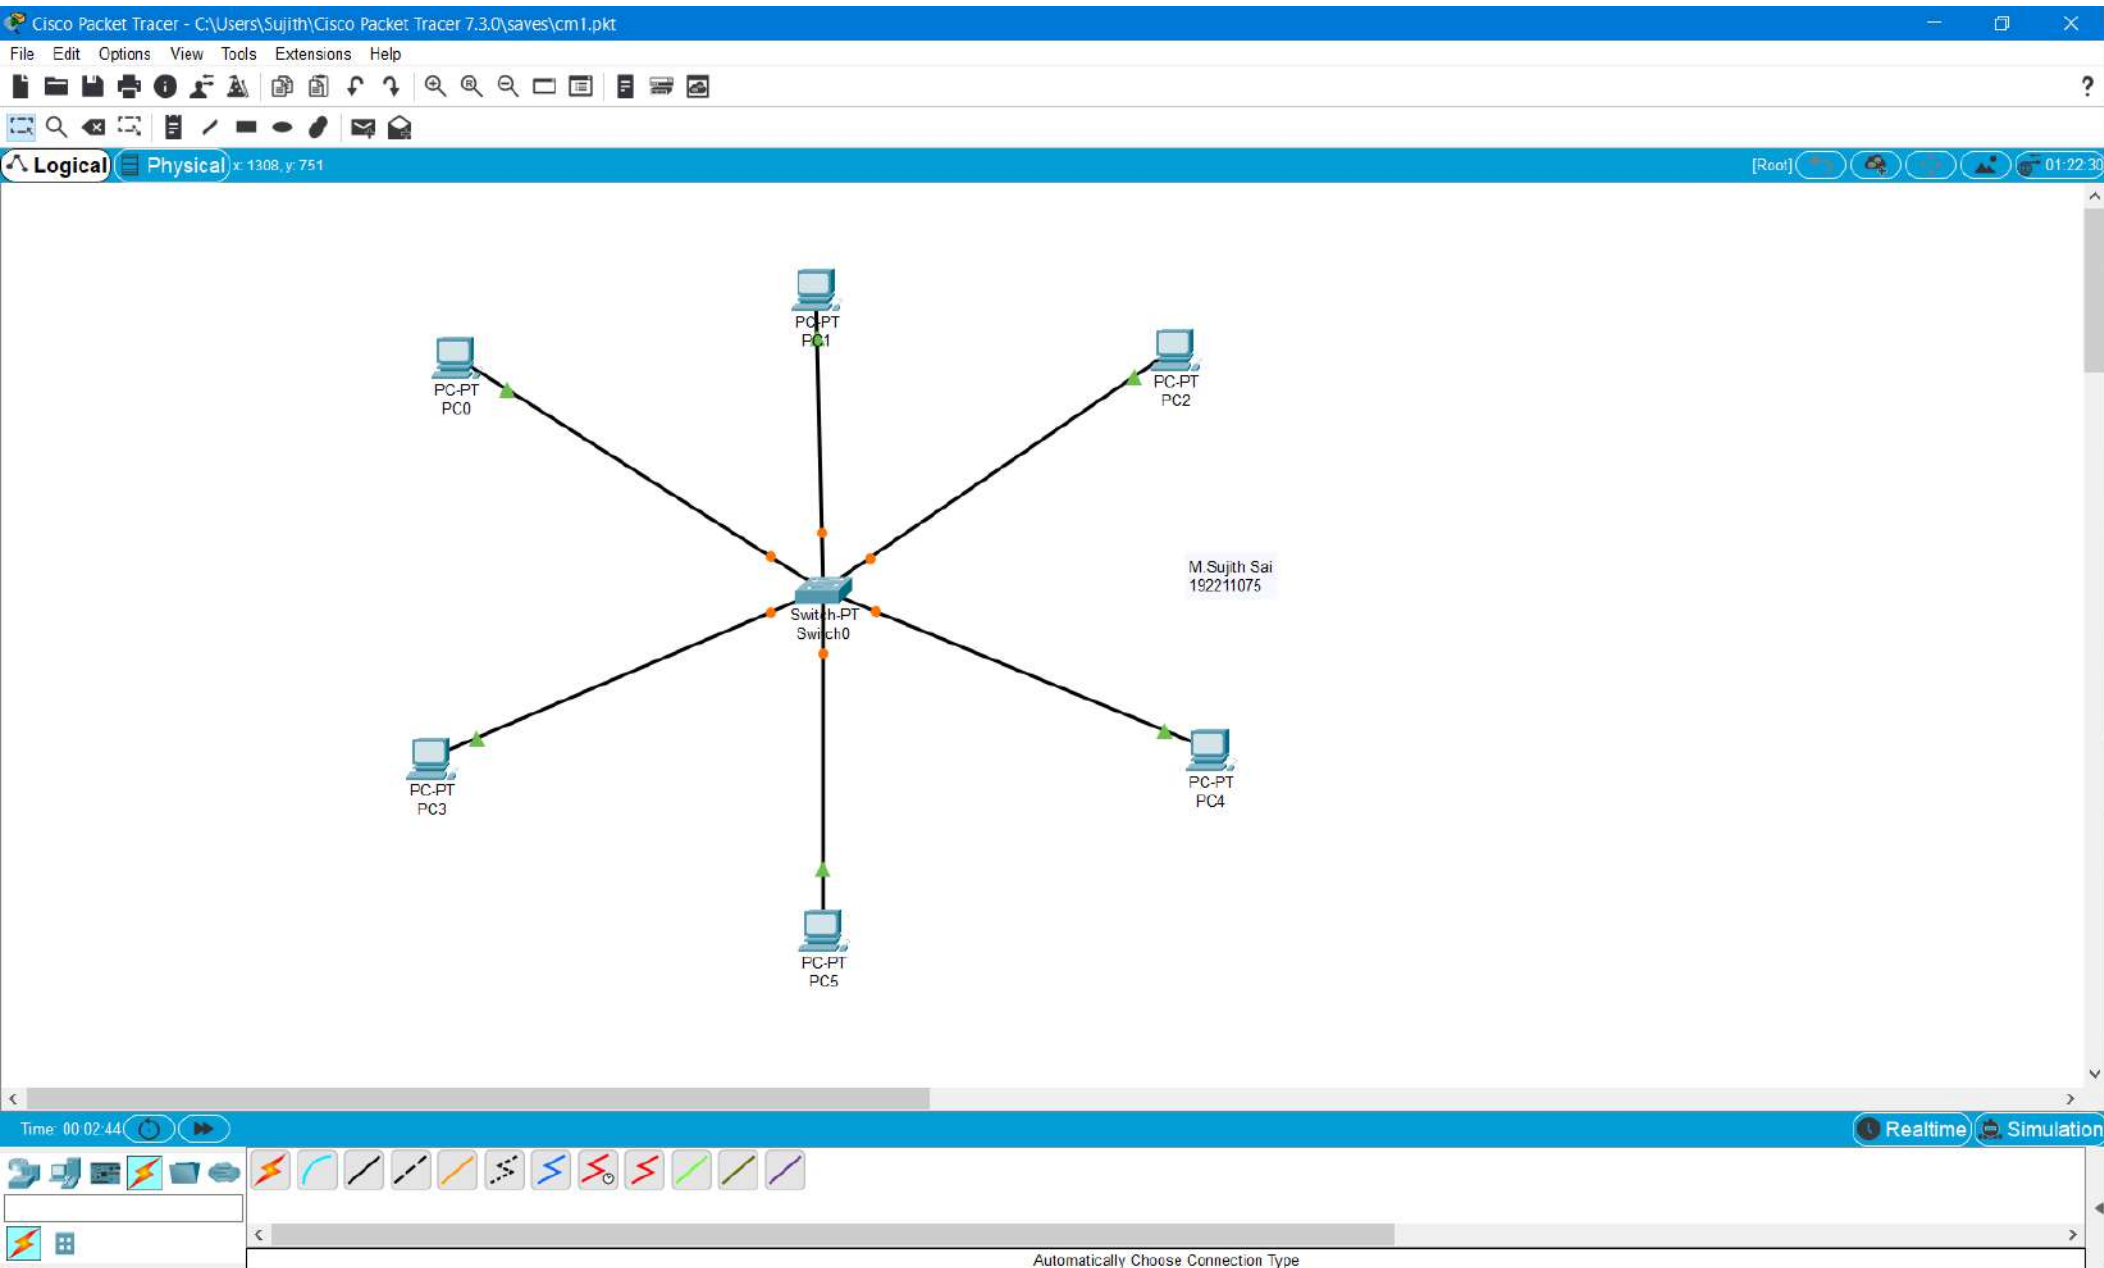 Cisco Packet Tracer - C:\Users\Sujith\Cisco Packet Tracer 7.3.0\saves\cm1.pkt
File Edit Options View Tools Extensions Help
?
Logical Physical x: 1308, y: 751 [Root] 01:22:30
PC-PT
PC1
PC-PT
PC0
PC-PT
PC2
M.Sujith Sai
192211075
Switch-PT
Switch0
PC-PT
PC3
PC-PT
PC4
PC-PT
PC5
Time: 00:02:44 Realtime Simulation
Automatically Choose Connection Type